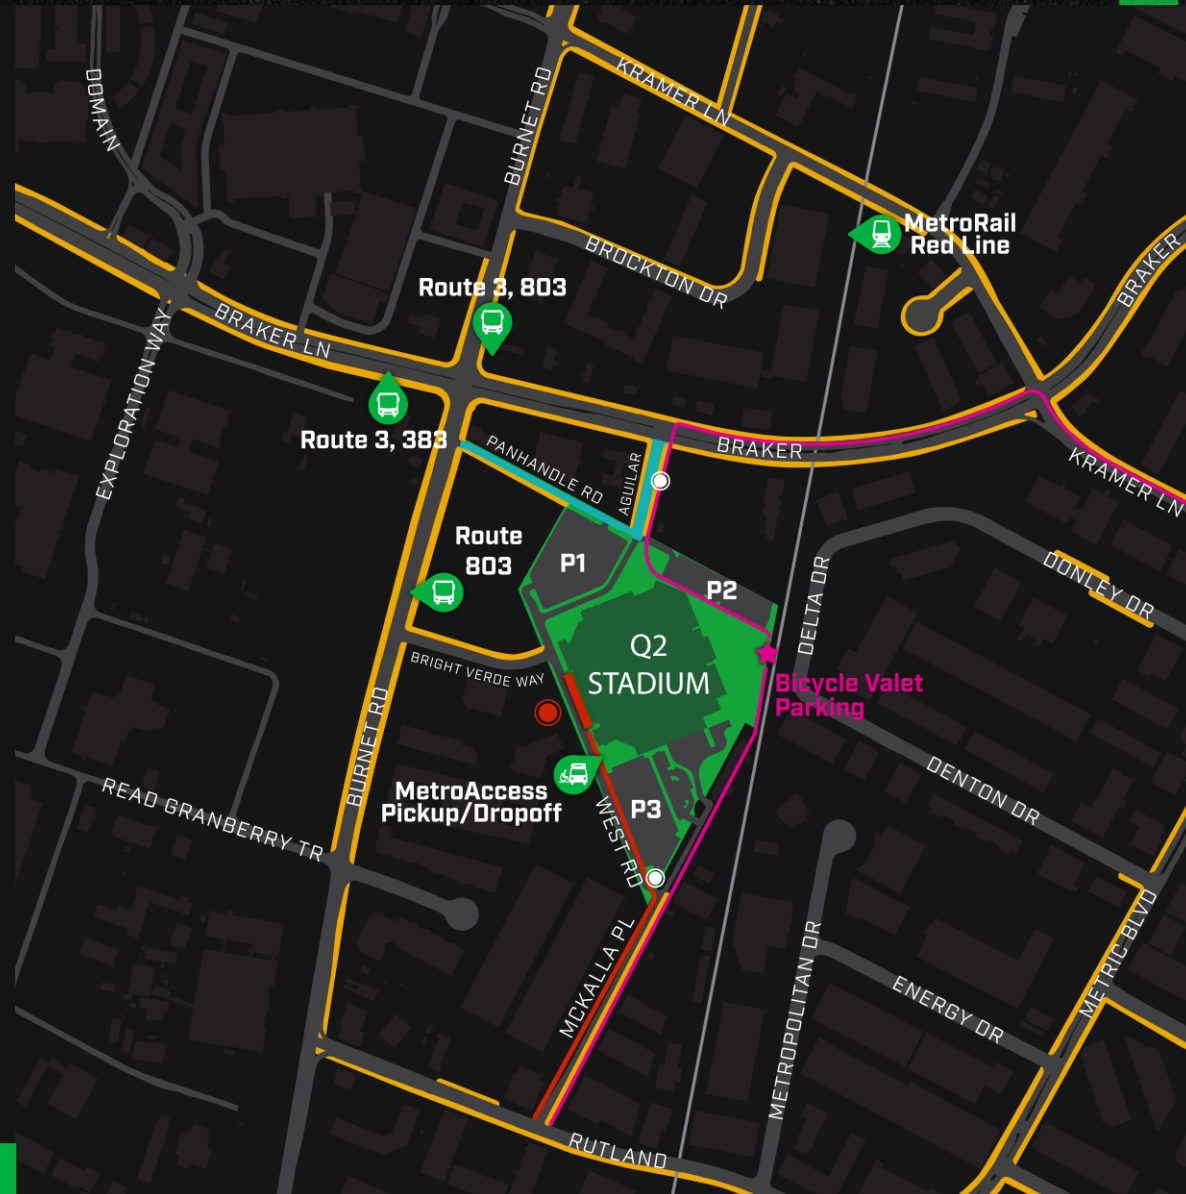 KRAMER LN
DOMAIN
BURNET RD
MetroRail
Red Line
BROCKTON DR
BRAKER
Route 3, 803
BRAKER LN
EXPLORATION WAY
Route 3, 383
PANHANDLE RD
AGUILAR
BRAKER
KRAMER LN
Route
803
P1
P2
DELTA DR
DONLEY DR
Q2
STADIUM
BRIGHT VERDE WAY
Bicycle Valet
Parking
BURNET RD
MetroAccess
Pickup/Dropoff
P3
WEST RD
DENTON DR
READ GRANBERRY TR
MCKALLA PL
METROPOLITAN DR
ENERGY DR
METRIC BLVD
RUTLAND